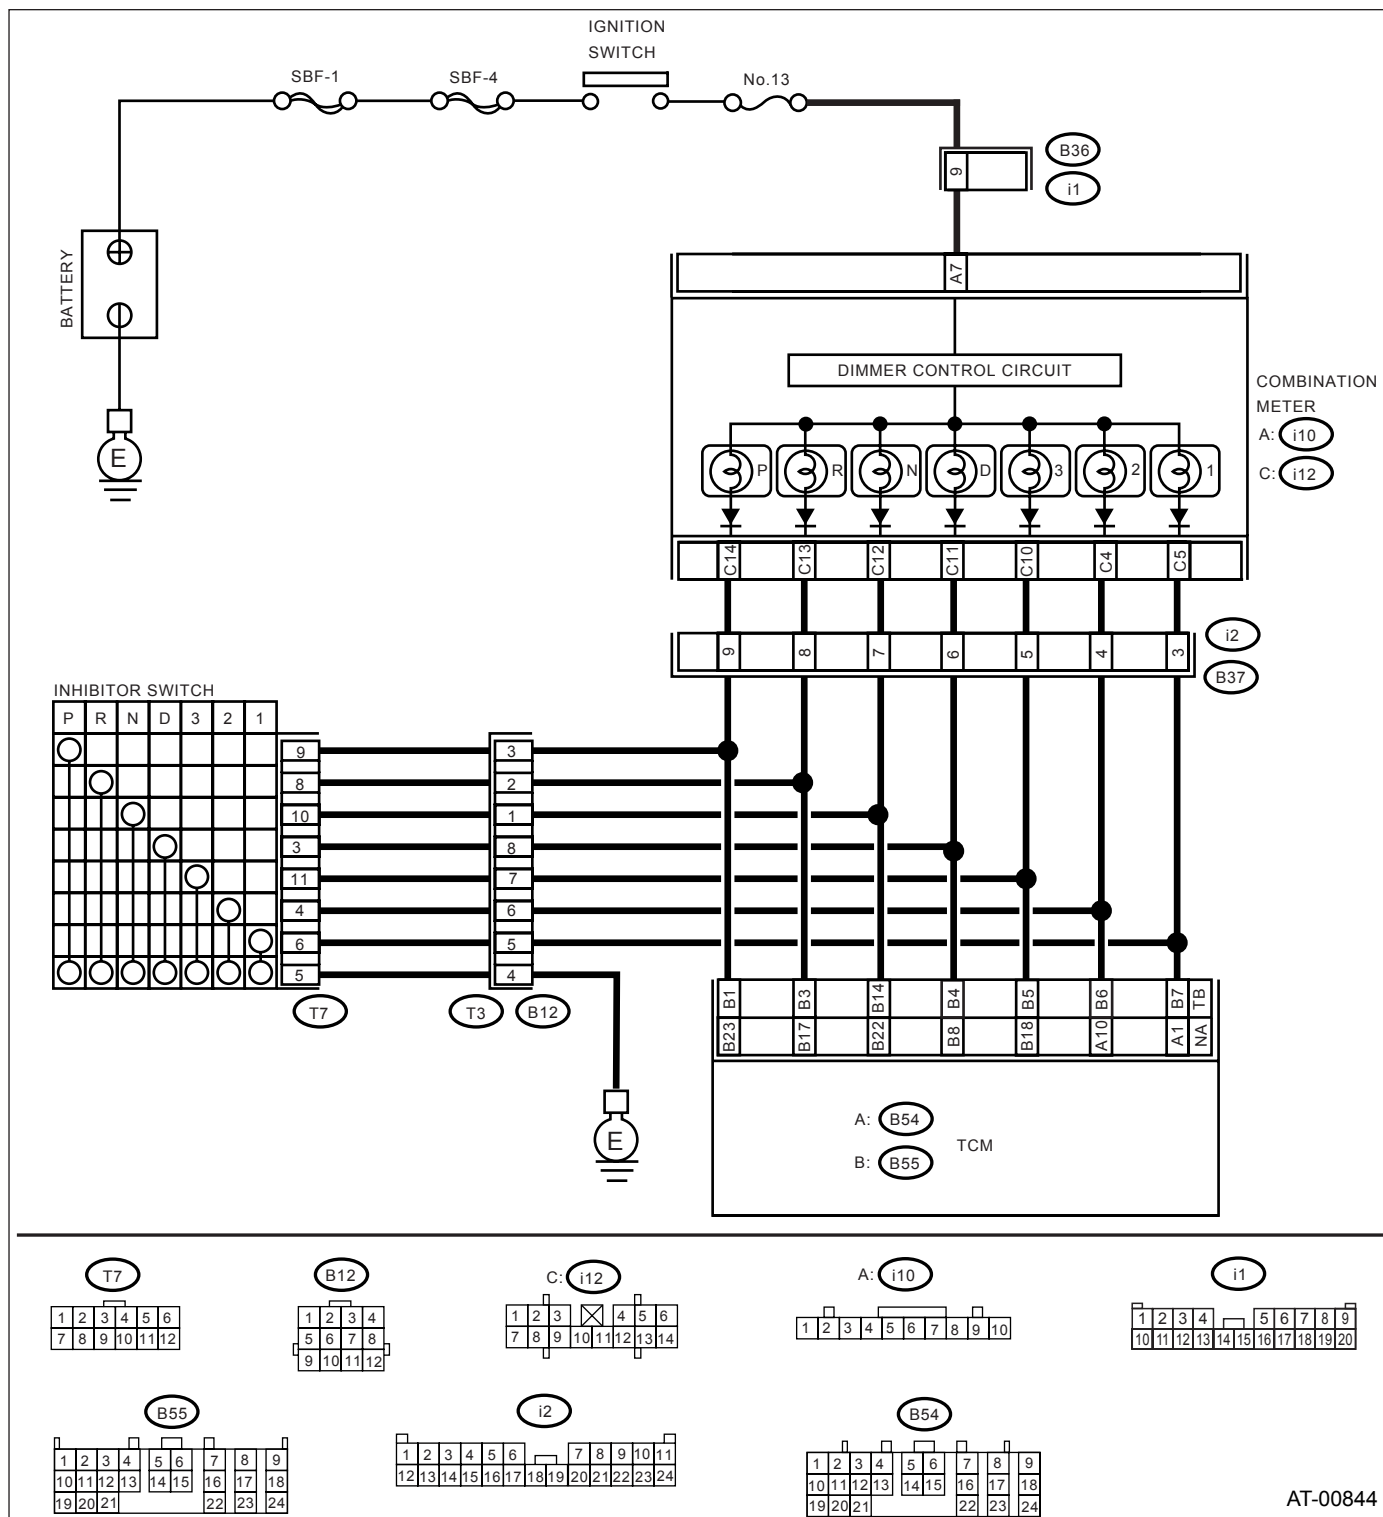 IGNITION
SWITCH
SBF-1
SBF-4
No.13
B36
9
i1
BATTERY
A7
DIMMER CONTROL CIRCUIT
COMBINATION
METER
A: i10
C: i12
P R N D 3 2 1
C14 C13 C12 C11 C10 C4 C5
i2
9 8 7 6 5 4 3
B37
INHIBITOR SWITCH
P R N D 3 2 1
9 3
8 2
10 1
3 8
11 7
4 6
6 5
5 4
T7 T3 B12
E
E
B1 B3 B14 B4 B5 B6 B7 TB
B23 B17 B22 B8 B18 A10 A1 NA
A: B54
TCM
B: B55
T7
1 2 3 4 5 6
7 8 9 10 11 12
B12
1 2 3 4
5 6 7 8
9 10 11 12
C: i12
1 2 3 4 5 6
7 8 9 10 11 12 13 14
A: i10
1 2 3 4 5 6 7 8 9 10
i1
1 2 3 4 5 6 7 8 9
10 11 12 13 14 15 16 17 18 19 20
B55
1 2 3 4 5 6 7 8 9
10 11 12 13 14 15 16 17 18
19 20 21 22 23 24
i2
1 2 3 4 5 6 7 8 9 10 11
12 13 14 15 16 17 18 19 20 21 22 23 24
B54
1 2 3 4 5 6 7 8 9
10 11 12 13 14 15 16 17 18
19 20 21 22 23 24
AT-00844